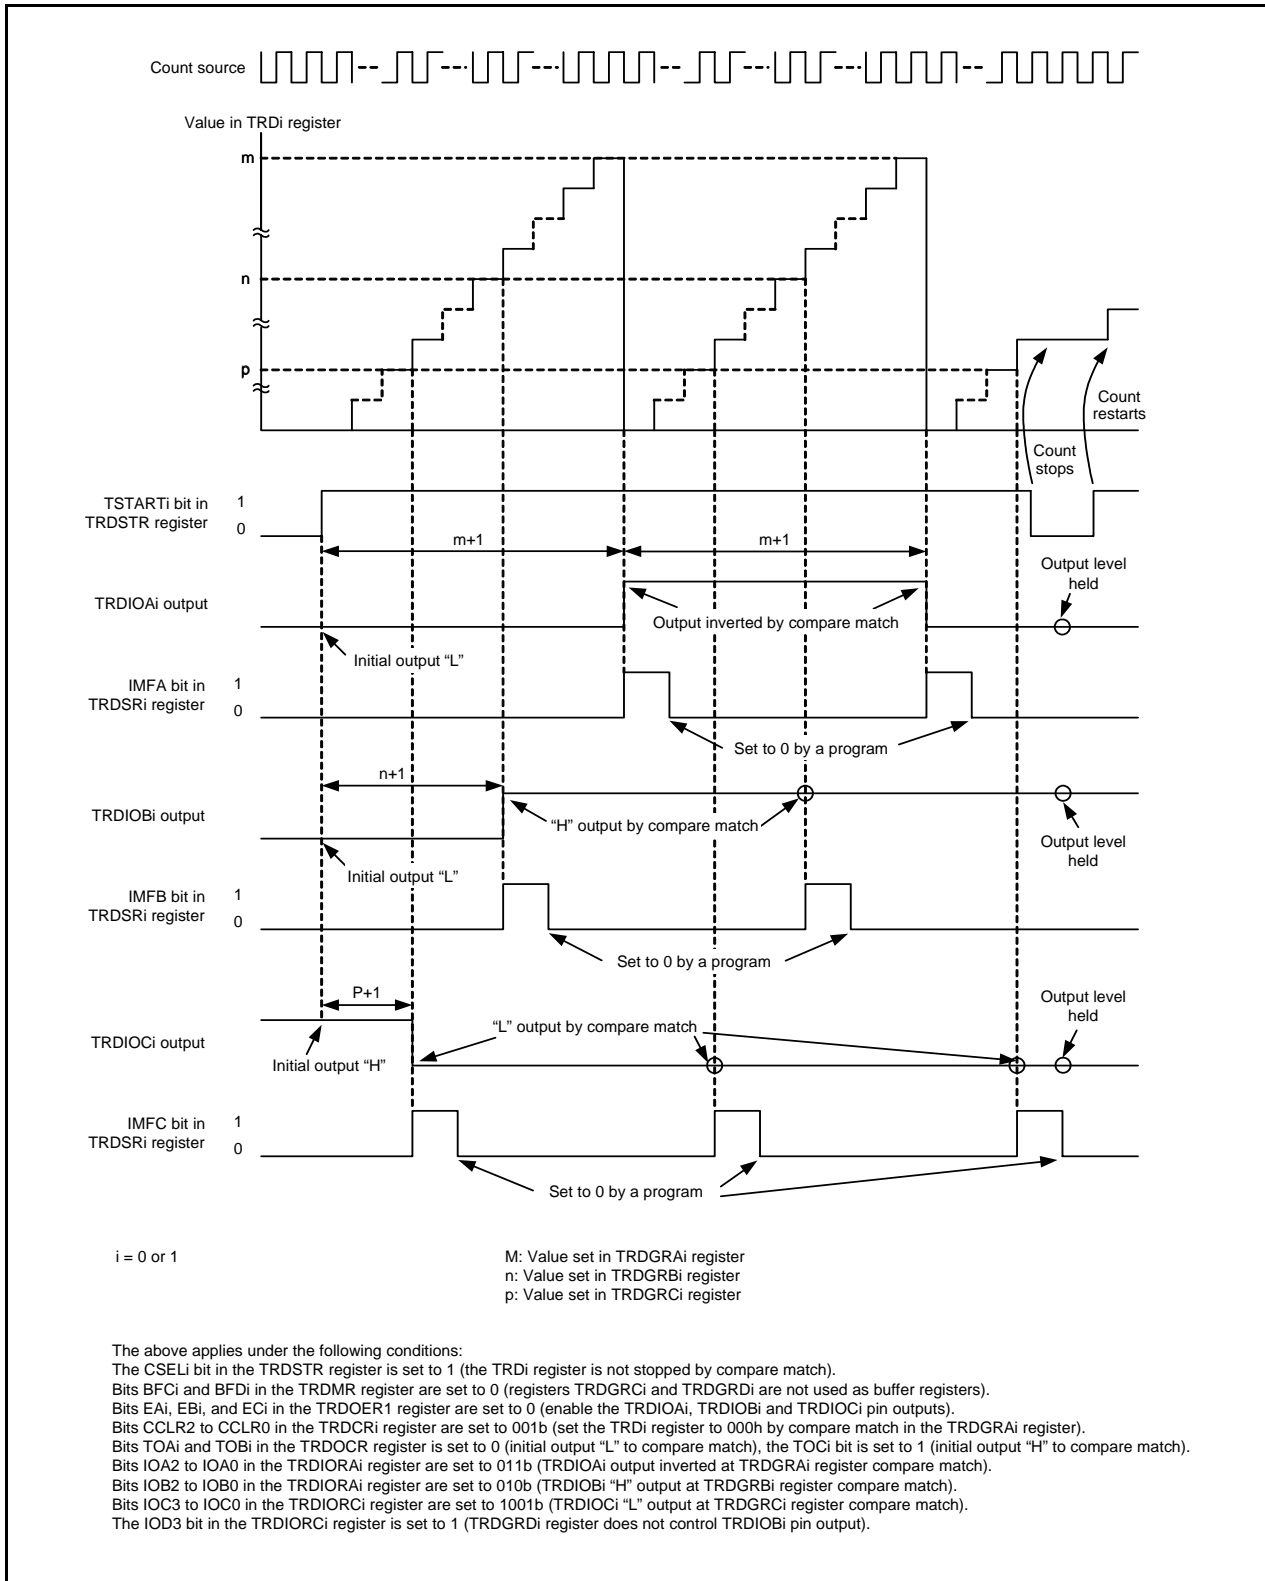 Count source
Value in TRDi register
m
n
p
Count
restarts
Count
stops
TSTARTi bit in
TRDSTR register
1
0
m+1
m+1
Output level
held
TRDIOAi output
Output inverted by compare match
Initial output “L”
IMFA bit in
TRDSRi register
1
0
Set to 0 by a program
n+1
TRDIOBi output
“H” output by compare match
Output level
held
Initial output “L”
IMFB bit in
TRDSRi register
1
0
Set to 0 by a program
P+1
Output level
held
“L” output by compare match
TRDIOCi output
Initial output “H”
IMFC bit in
TRDSRi register
1
0
Set to 0 by a program
i = 0 or 1
M: Value set in TRDGRAi register
n: Value set in TRDGRBi register
p: Value set in TRDGRCi register
The above applies under the following conditions:
The CSELi bit in the TRDSTR register is set to 1 (the TRDi register is not stopped by compare match).
Bits BFCi and BFDi in the TRDMR register are set to 0 (registers TRDGRCi and TRDGRDi are not used as buffer registers).
Bits EAi, EBi, and ECi in the TRDOER1 register are set to 0 (enable the TRDIOAi, TRDIOBi and TRDIOCi pin outputs).
Bits CCLR2 to CCLR0 in the TRDCRi register are set to 001b (set the TRDi register to 000h by compare match in the TRDGRAi register).
Bits TOAi and TOBi in the TRDOCR register is set to 0 (initial output “L” to compare match), the TOCi bit is set to 1 (initial output “H” to compare match).
Bits IOA2 to IOA0 in the TRDIORAi register are set to 011b (TRDIOAi output inverted at TRDGRAi register compare match).
Bits IOB2 to IOB0 in the TRDIORAi register are set to 010b (TRDIOBi “H” output at TRDGRBi register compare match).
Bits IOC3 to IOC0 in the TRDIORCi register are set to 1001b (TRDIOCi “L” output at TRDGRCi register compare match).
The IOD3 bit in the TRDIORCi register is set to 1 (TRDGRDi register does not control TRDIOBi pin output).